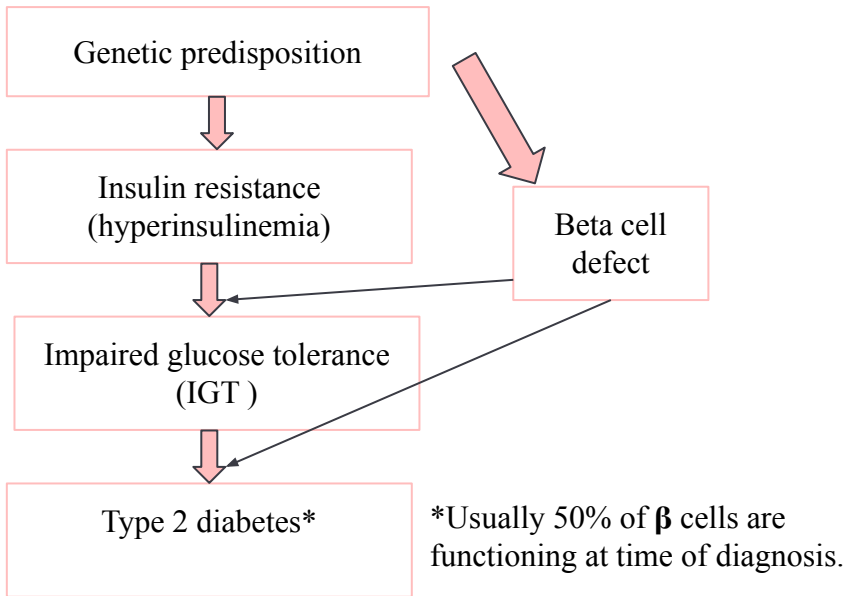 Genetic predisposition
Insulin resistance
(hyperinsulinemia)
Beta cell
defect
Impaired glucose tolerance
(IGT )
Type 2 diabetes*
*Usually 50% of β cells are
functioning at time of diagnosis.